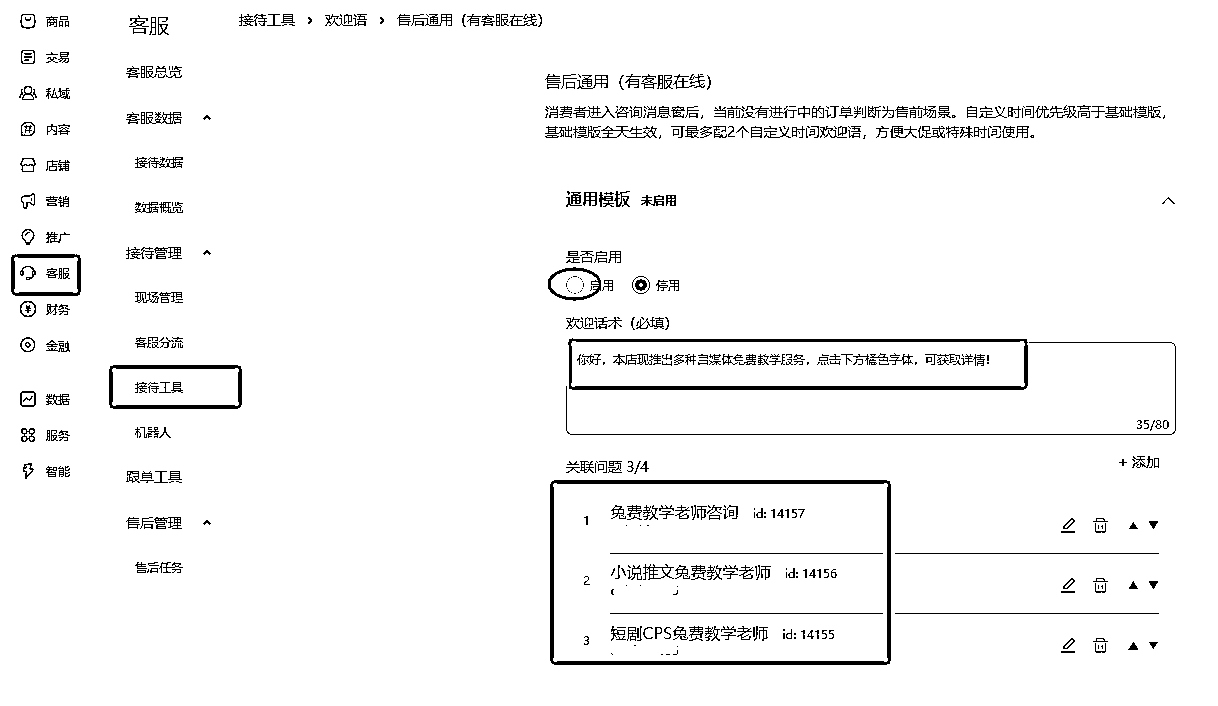 商品
交易
私域
内容
店铺
营销
推广
客服
财务
金融
数据
服务
智能
客服
客服总览
客服数据
接待数据
数据概览
接待管理
现场管理
客服分流
接待工具
机器人
跟单工具
售后管理
售后任务
接待工具 > 欢迎语 > 售后通用（有客服在线）
售后通用（有客服在线）
消费者进入咨询消息窗后，当前没有进行中的订单判断为售前场景。自定义时间优先级高于基础模版，
基础模版全天生效，可最多配2个自定义时间欢迎语，方便大促或特殊时间使用。
通用模板 未启用
是否启用
启用 停用
欢迎话术（必填）
你好，本店现推出多种自媒体免费教学服务，点击下方橘色字体，可获取详情！
35/80
关联问题 3/4
+ 添加
1 免费教学老师咨询 id: 14157
2 小说推文免费教学老师 id: 14156
3 短剧CPS免费教学老师 id: 14155